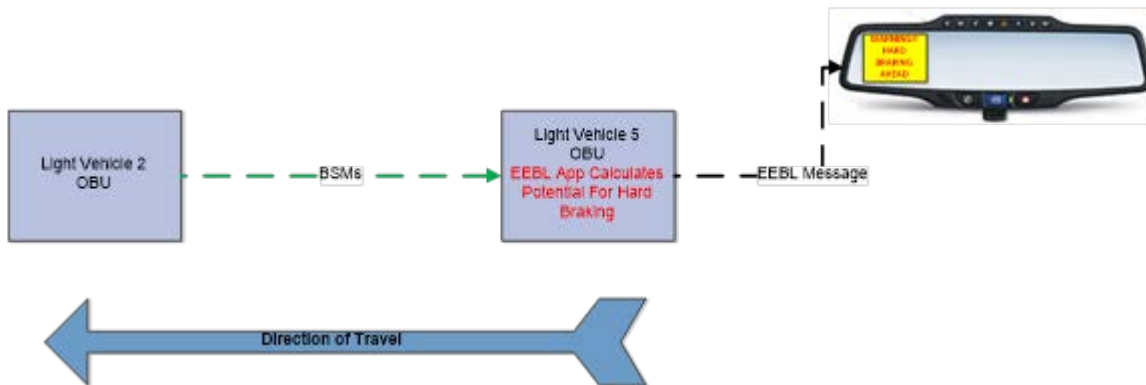 WARNING!!
HARD
BRAKING
AHEAD
Light Vehicle 2
OBU
BSMs
Light Vehicle 5
OBU
EEBL App Calculates
Potential For Hard
Braking
EEBL Message
Direction of Travel